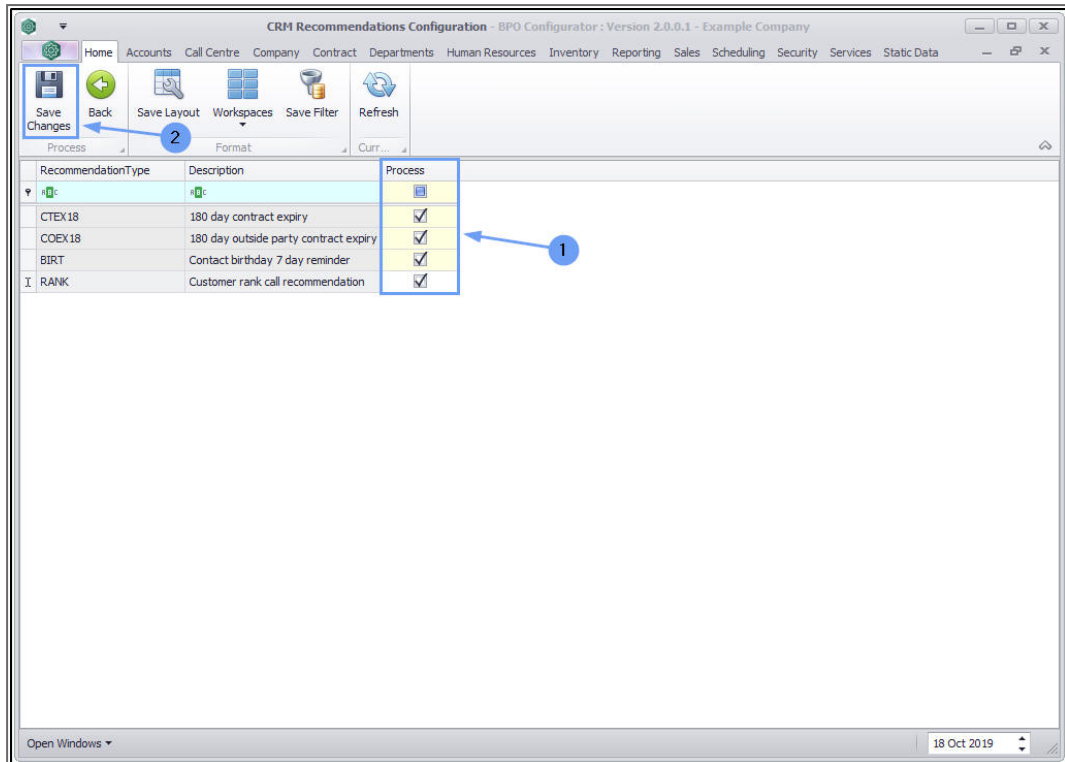 CRM Recommendations Configuration - BPO Configurator : Version 2.0.0.1 - Example Company
Home Accounts Call Centre Company Contract Departments Human Resources Inventory Reporting Sales Scheduling Security Services Static Data
Save Changes Back Save Layout Workspaces Save Filter Refresh
2
Process Format Curr...
RecommendationType Description Process
CTEX18 180 day contract expiry
COEX18 180 day outside party contract expiry
1
BIRT Contact birthday 7 day reminder
RANK Customer rank call recommendation
Open Windows 18 Oct 2019